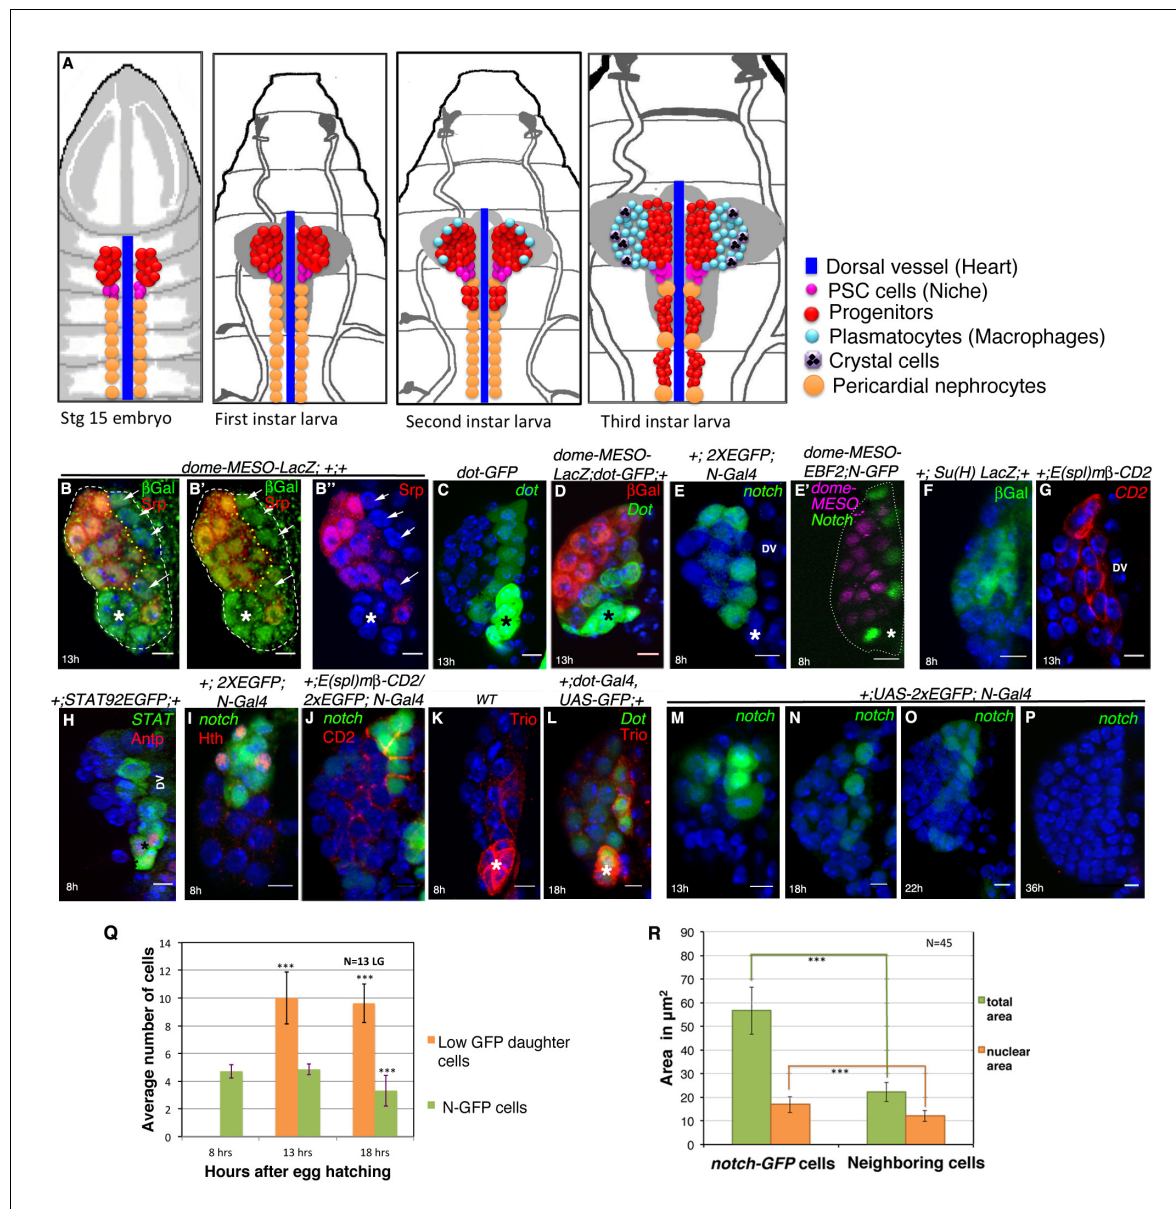 A
Stg 15 embryo
First instar larva
Second instar larva
Third instar larva
Dorsal vessel (Heart)
PSC cells (Niche)
Progenitors
Plasmatocytes (Macrophages)
Crystal cells
Pericardial nephrocytes
dome-MESO-LacZ; +;+
dot-GFP
dome-MESO-
LacZ;dot-GFP;+
+; 2XEGFP;
N-Gal4
dome-MESO-
EBF2;N-GFP
+; Su(H) LacZ;+
+;E(spl)mβ-CD2
B
βGal
Srp
13h
B'
βGal
Srp
B''
Srp
C
dot
13h
D
βGal
Dot
13h
E
notch
DV
8h
E'
dome-
MESO
Notch
8h
F
βGal
8h
G
CD2
DV
13h
+;STAT92EGFP;+
+; 2XEGFP;
N-Gal4
+;E(spl)mβ-CD2/
2xEGFP; N-Gal4
WT
+;dot-Gal4,
UAS-GFP;+
+;UAS-2xEGFP; N-Gal4
H
STAT
Antp
DV
8h
I
notch
Hth
8h
J
notch
CD2
8h
K
Trio
8h
L
Dot
Trio
18h
M
notch
13h
N
notch
18h
O
notch
22h
P
notch
36h
Q
Average number of cells
14
12
10
8
6
4
2
0
N=13 LG
***
***
***
8 hrs
13 hrs
18 hrs
Hours after egg hatching
Low GFP daughter
cells
N-GFP cells
R
Area in µm²
90
80
70
60
50
40
30
20
10
0
N=45
***
***
notch-GFP cells
Neighboring cells
total
area
nuclear
area